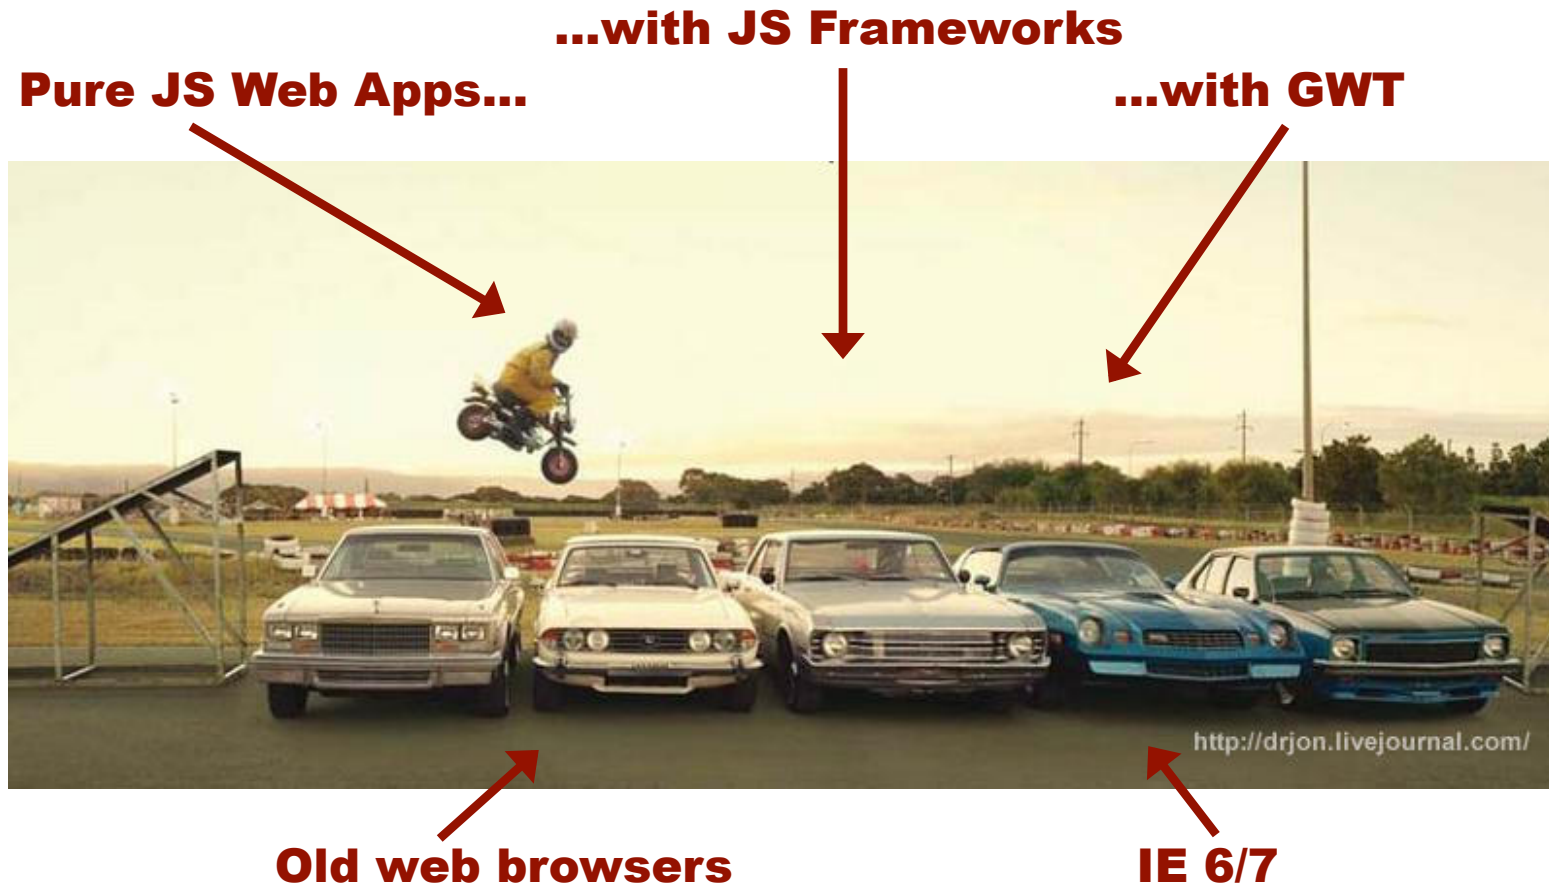 ...with JS Frameworks
Pure JS Web Apps...
...with GWT
http://drjon.livejournal.com/
Old web browsers
IE 6/7